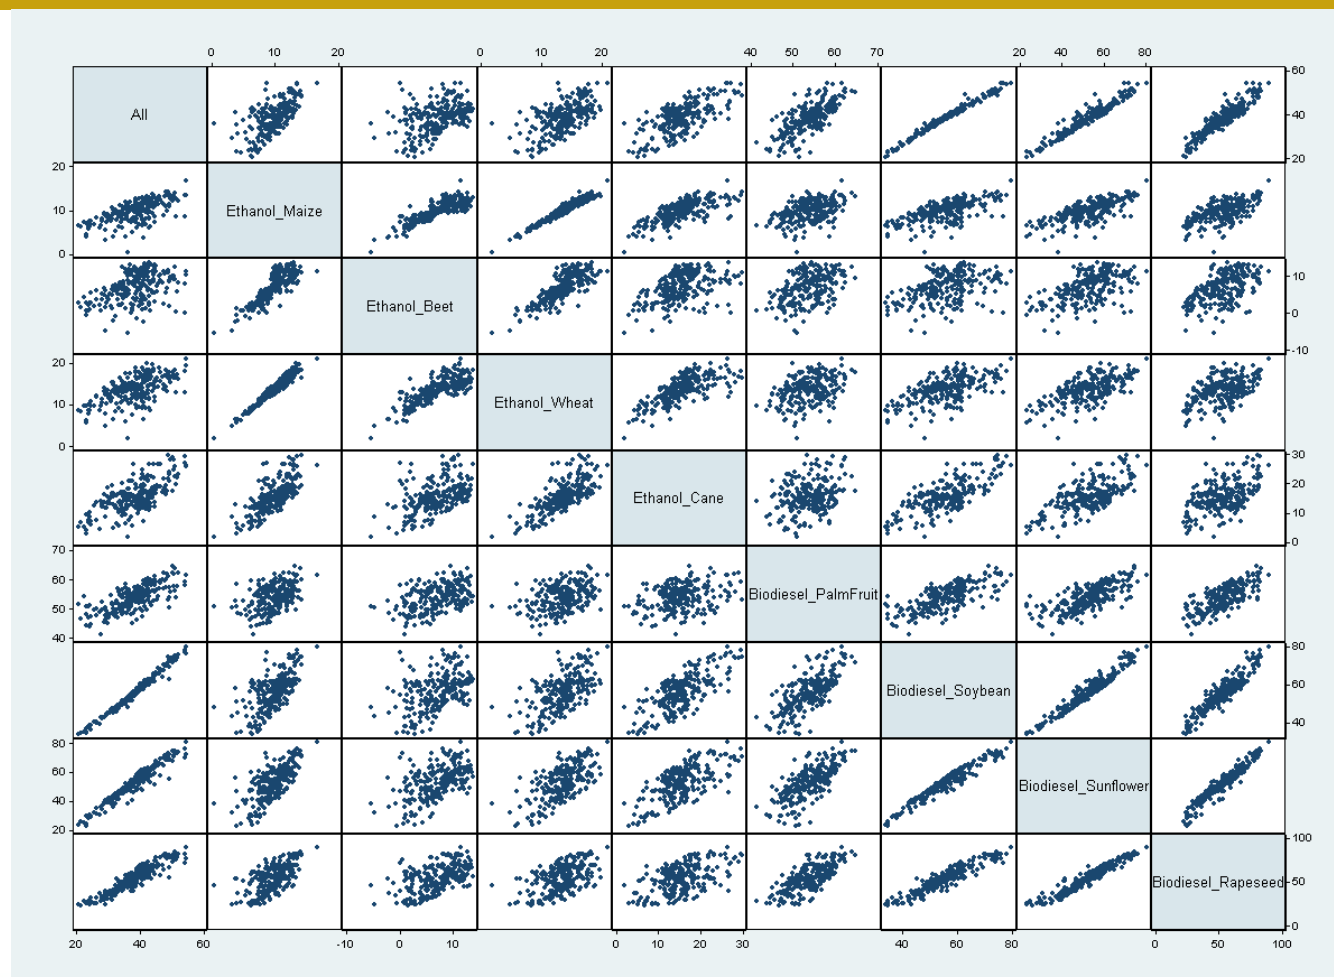 0 10 20 0 10 20 40 50 60 70 20 40 60 80
All 60
40
20
20
10
0
Ethanol_Maize
Ethanol_Beet
10
0
-10
20
10
0
Ethanol_Wheat
Ethanol_Cane
30
20
10
0
70
60
50
40
Biodiesel_PalmFruit
Biodiesel_Soybean
80
60
40
80
60
40
20
Biodiesel_Sunflower
Biodiesel_Rapeseed
100
50
0
20 40 60 -10 0 10 0 10 20 30 40 60 80 0 50 100